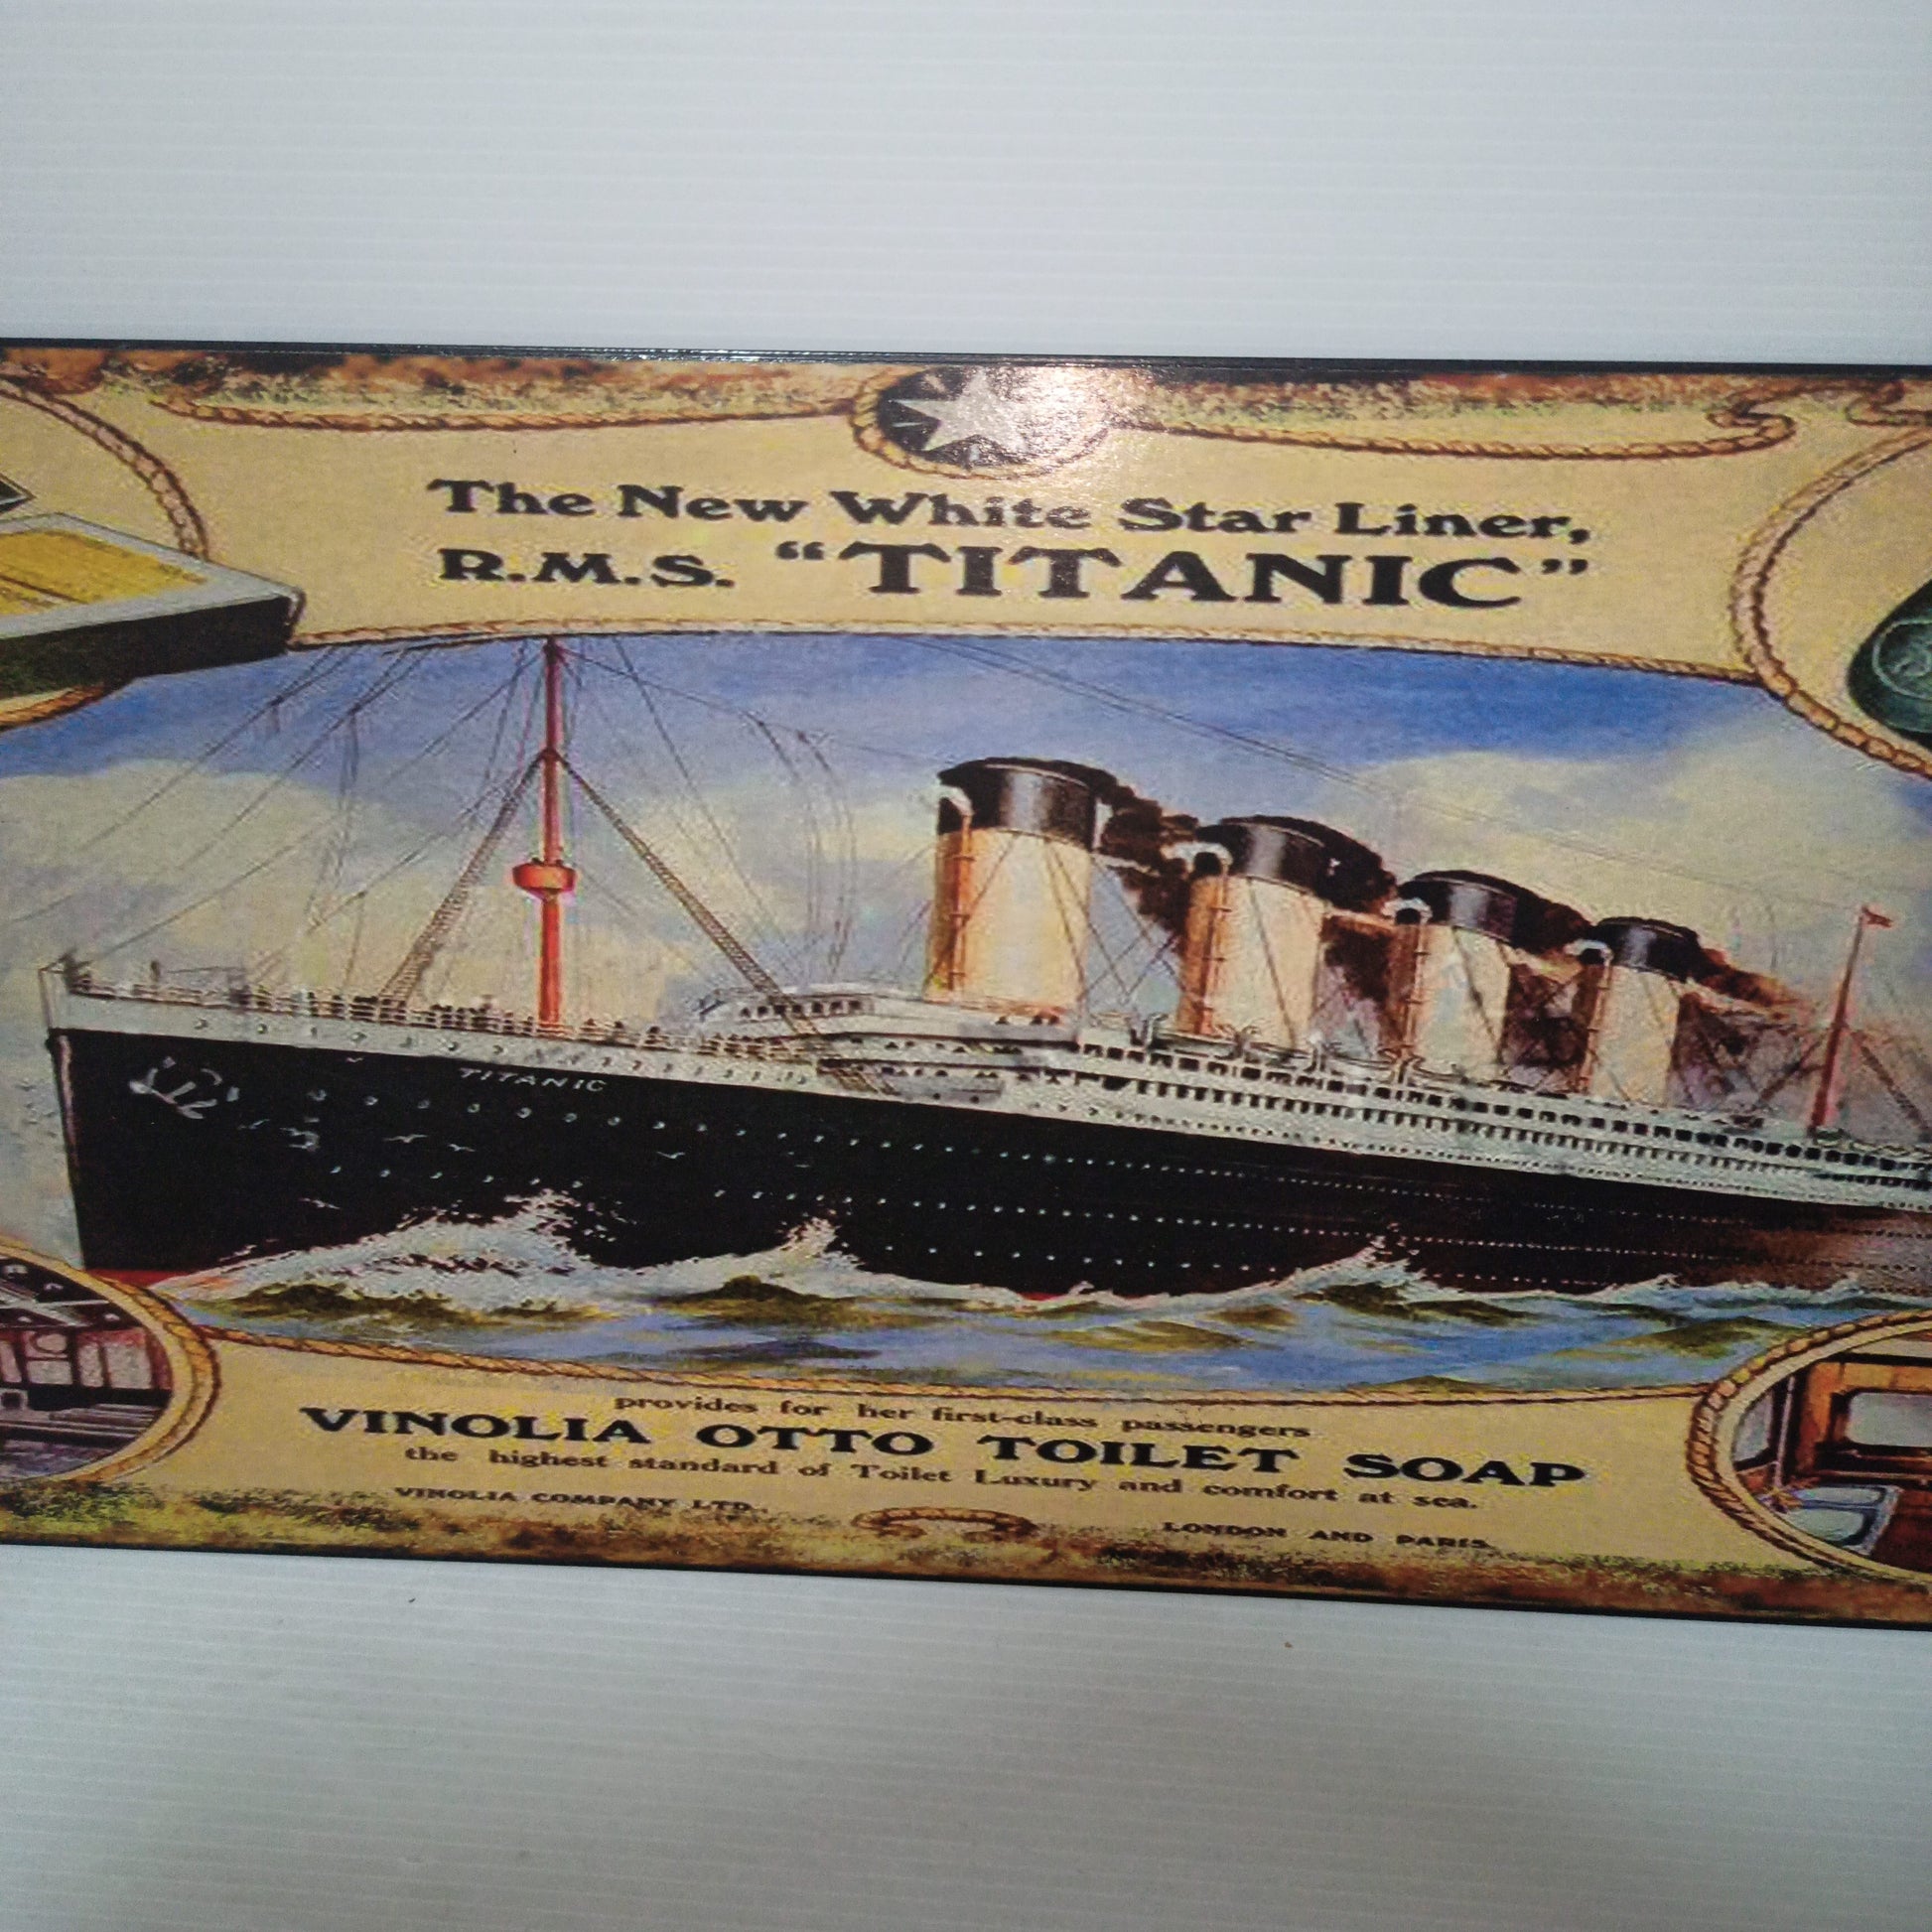 The New White Star Liner,
R.M.S. "TITANIC"
TITANIC
provides for her first-class passengers
VINOLIA OTTO TOILET SOAP
the highest standard of Toilet Luxury and comfort at sea.
VINOLIA COMPANY LTD.,
LONDON AND PARIS.